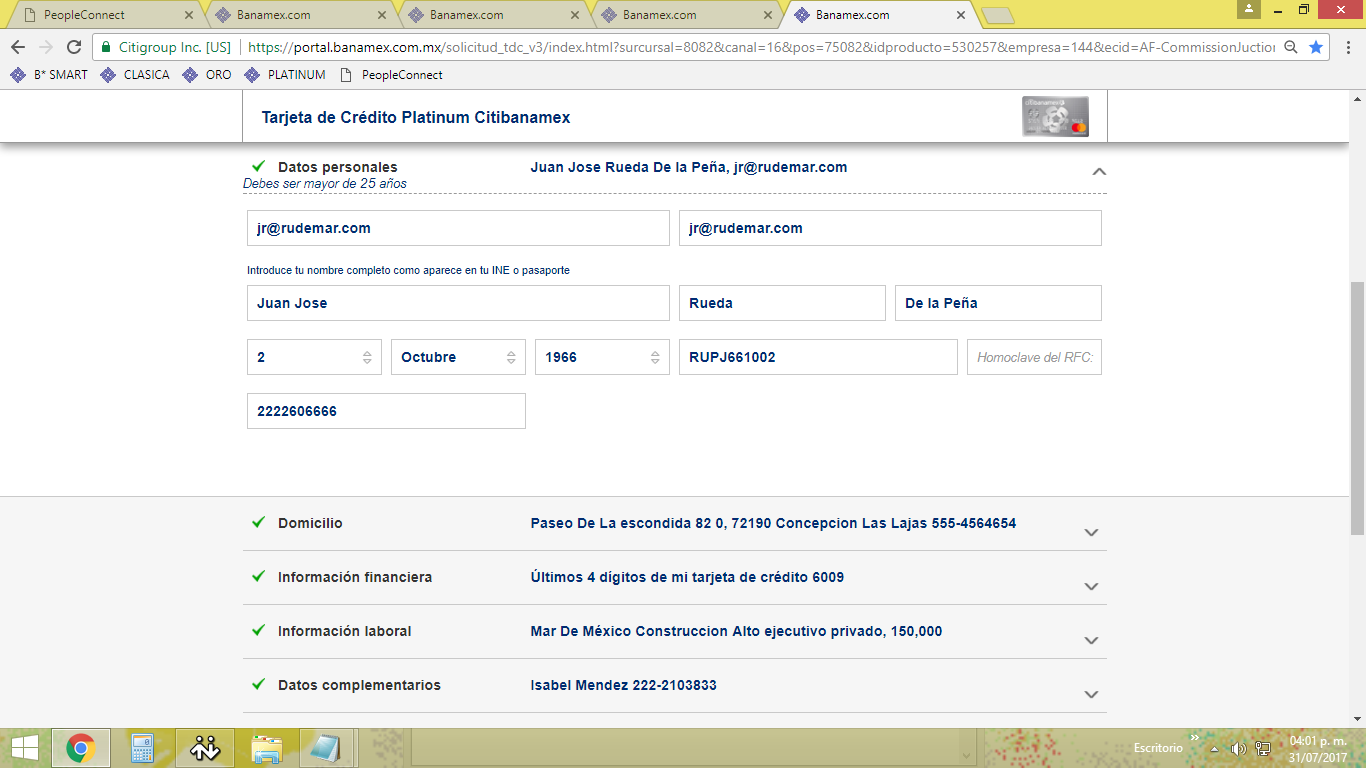 PeopleConnect
Banamex.com
Banamex.com
Banamex.com
Banamex.com
Citigroup Inc. [US]
https://portal.banamex.com.mx/solicitud_tdc_v3/index.html?surcursal=8082&canal=16&pos=75082&idproducto=530257&empresa=144&ecid=AF-CommissionJuctior
B* SMART
CLASICA
ORO
PLATINUM
PeopleConnect
Tarjeta de Crédito Platinum Citibanamex
Datos personales
Juan Jose Rueda De la Peña, jr@rudemar.com
Debes ser mayor de 25 años
jr@rudemar.com
jr@rudemar.com
Introduce tu nombre completo como aparece en tu INE o pasaporte
Juan Jose
Rueda
De la Peña
2
Octubre
1966
RUPJ661002
Homoclave del RFC:
2222606666
Domicilio
Paseo De La escondida 82 0, 72190 Concepcion Las Lajas 555-4564654
Información financiera
Últimos 4 dígitos de mi tarjeta de crédito 6009
Información laboral
Mar De México Construccion Alto ejecutivo privado, 150,000
Datos complementarios
Isabel Mendez 222-2103833
Escritorio
04:01 p. m.
31/07/2017